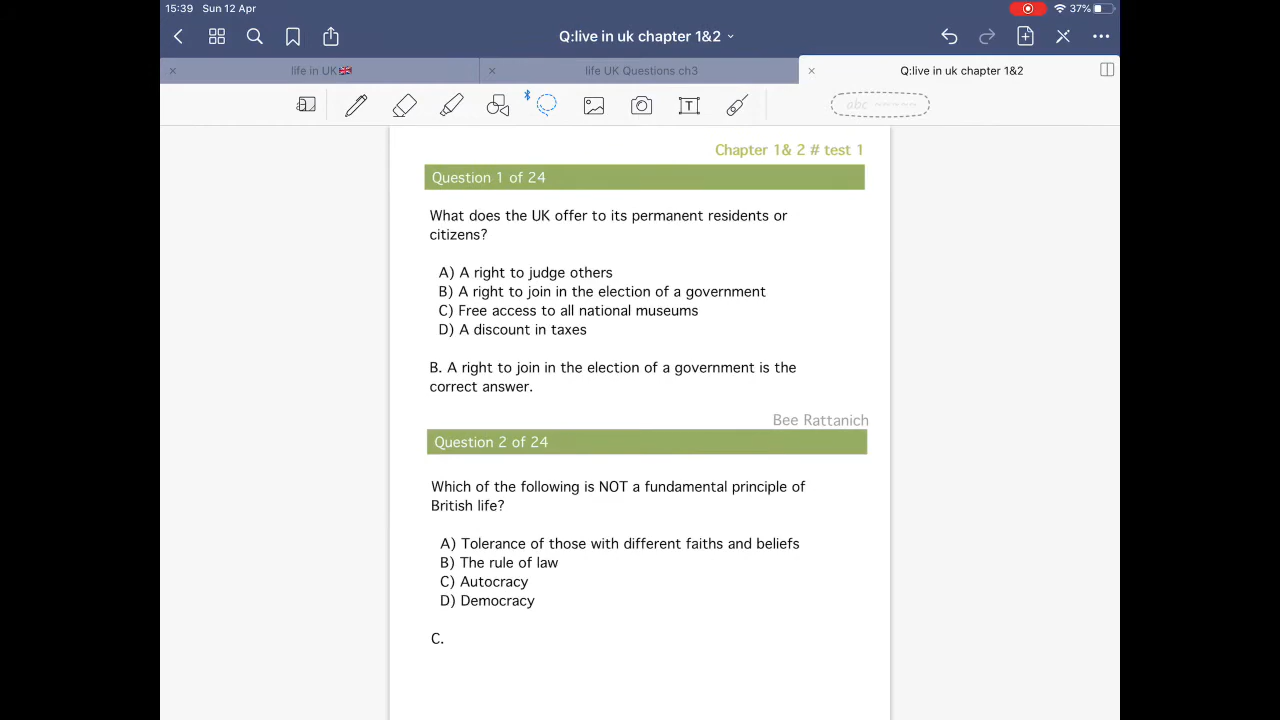 15:39 Sun 12 Apr 37%
Q:live in uk chapter 1&2
life in UK🇬🇧 life UK Questions ch3 Q:live in uk chapter 1&2
T abc
Chapter 1& 2 # test 1
Question 1 of 24
What does the UK offer to its permanent residents or
citizens?
A) A right to judge others
B) A right to join in the election of a government
C) Free access to all national museums
D) A discount in taxes
B. A right to join in the election of a government is the
correct answer.
Bee Rattanich
Question 2 of 24
Which of the following is NOT a fundamental principle of
British life?
A) Tolerance of those with different faiths and beliefs
B) The rule of law
C) Autocracy
D) Democracy
C.